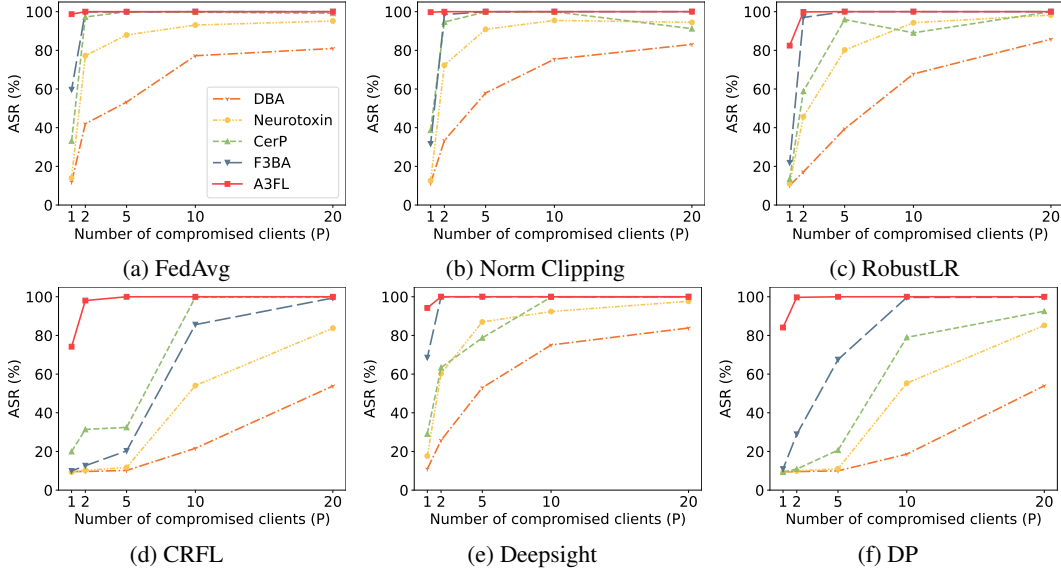 100
80
60
40
20
0
ASR (%)
DBA
Neurotoxin
CerP
F3BA
A3FL
1 2 5 10 20
Number of compromised clients (P)
(a) FedAvg
100
80
60
40
20
0
ASR (%)
1 2 5 10 20
Number of compromised clients (P)
(b) Norm Clipping
100
80
60
40
20
0
ASR (%)
1 2 5 10 20
Number of compromised clients (P)
(c) RobustLR
100
80
60
40
20
0
ASR (%)
1 2 5 10 20
Number of compromised clients (P)
(d) CRFL
100
80
60
40
20
0
ASR (%)
1 2 5 10 20
Number of compromised clients (P)
(e) Deepsight
100
80
60
40
20
0
ASR (%)
1 2 5 10 20
Number of compromised clients (P)
(f) DP